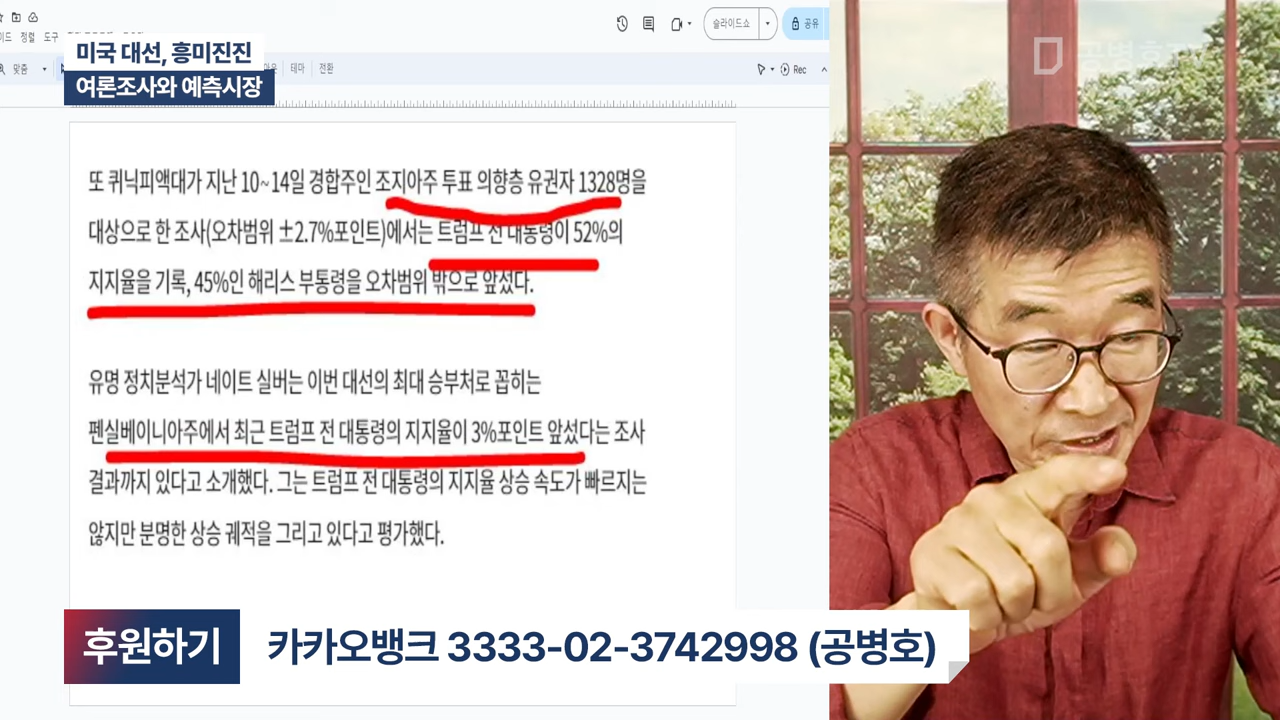 정렬 도구
미국 대선, 흥미진진
여론조사와 예측시장
맞춤
테마
전환
슬라이드쇼
공유
Rec
공병호TV
또 퀴닉피액대가 지난 10~14일 경합주인 조지아주 투표 의향층 유권자 1328명을
대상으로 한 조사(오차범위 ±2.7%포인트)에서는 트럼프 전 대통령이 52%의
지지율을 기록, 45%인 해리스 부통령을 오차범위 밖으로 앞섰다.
유명 정치분석가 네이트 실버는 이번 대선의 최대 승부처로 꼽히는
펜실베이니아주에서 최근 트럼프 전 대통령의 지지율이 3%포인트 앞섰다는 조사
결과까지 있다고 소개했다. 그는 트럼프 전 대통령의 지지율 상승 속도가 빠르지는
않지만 분명한 상승 궤적을 그리고 있다고 평가했다.
후원하기
카카오뱅크 3333-02-3742998 (공병호)